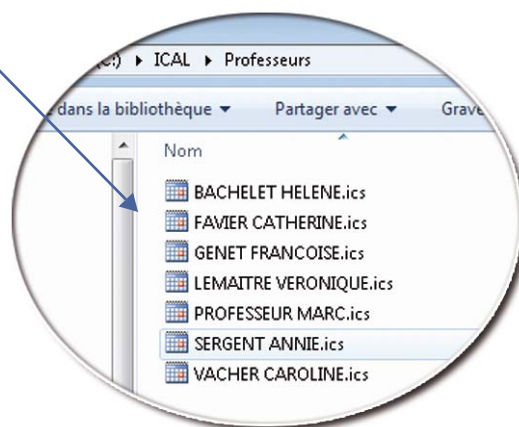 (C:) ▸ ICAL ▸ Professeurs
dans la bibliothèque ▾ Partager avec ▾ Grave
Nom
BACHELET HELENE.ics
FAVIER CATHERINE.ics
GENET FRANCOISE.ics
LEMAITRE VERONIQUE.ics
PROFESSEUR MARC.ics
SERGENT ANNIE.ics
VACHER CAROLINE.ics